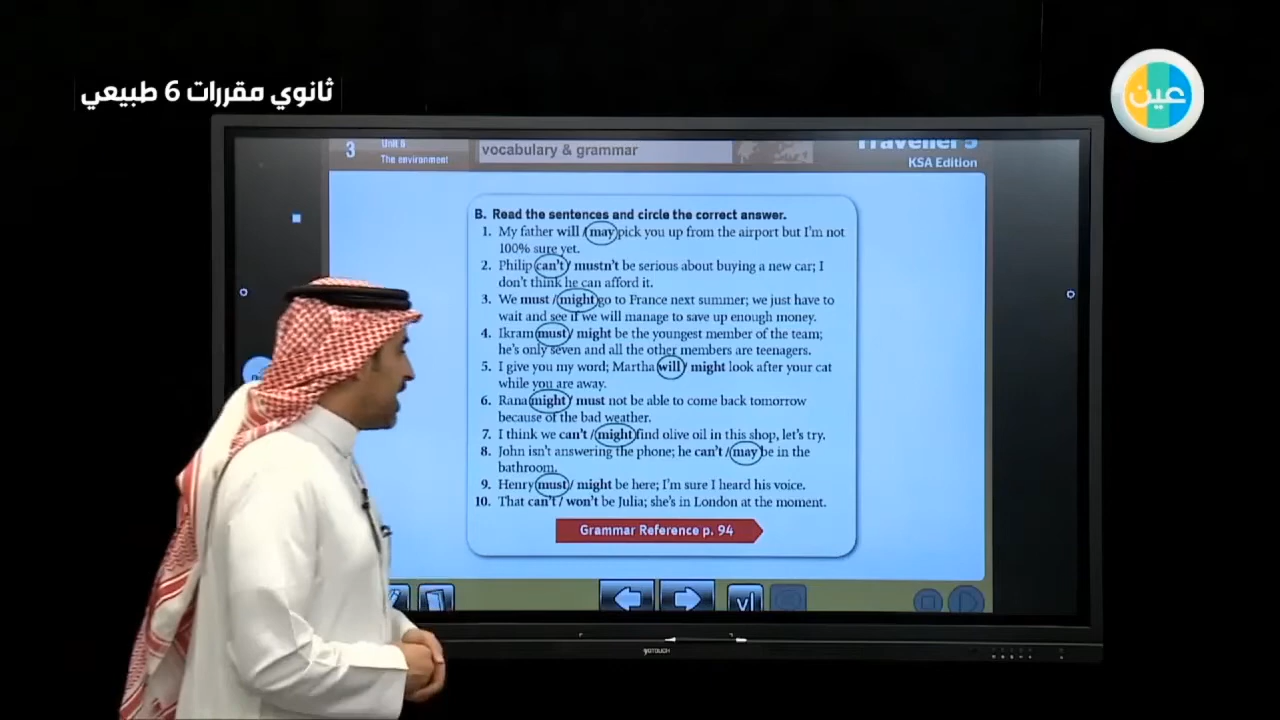 ثانوي مقررات 6 طبيعي
عين
3
Unit 6
The environment
vocabulary & grammar
Traveller 5
KSA Edition
B. Read the sentences and circle the correct answer.
1. My father will / may pick you up from the airport but I'm not
100% sure yet.
2. Philip can't / mustn't be serious about buying a new car; I
don't think he can afford it.
3. We must / might go to France next summer; we just have to
wait and see if we will manage to save up enough money.
4. Ikram must / might be the youngest member of the team;
he's only seven and all the other members are teenagers.
5. I give you my word; Martha will / might look after your cat
while you are away.
6. Rana might / must not be able to come back tomorrow
because of the bad weather.
7. I think we can't / might find olive oil in this shop, let's try.
8. John isn't answering the phone; he can't / may be in the
bathroom.
9. Henry must / might be here; I'm sure I heard his voice.
10. That can't / won't be Julia; she's in London at the moment.
Grammar Reference p. 94